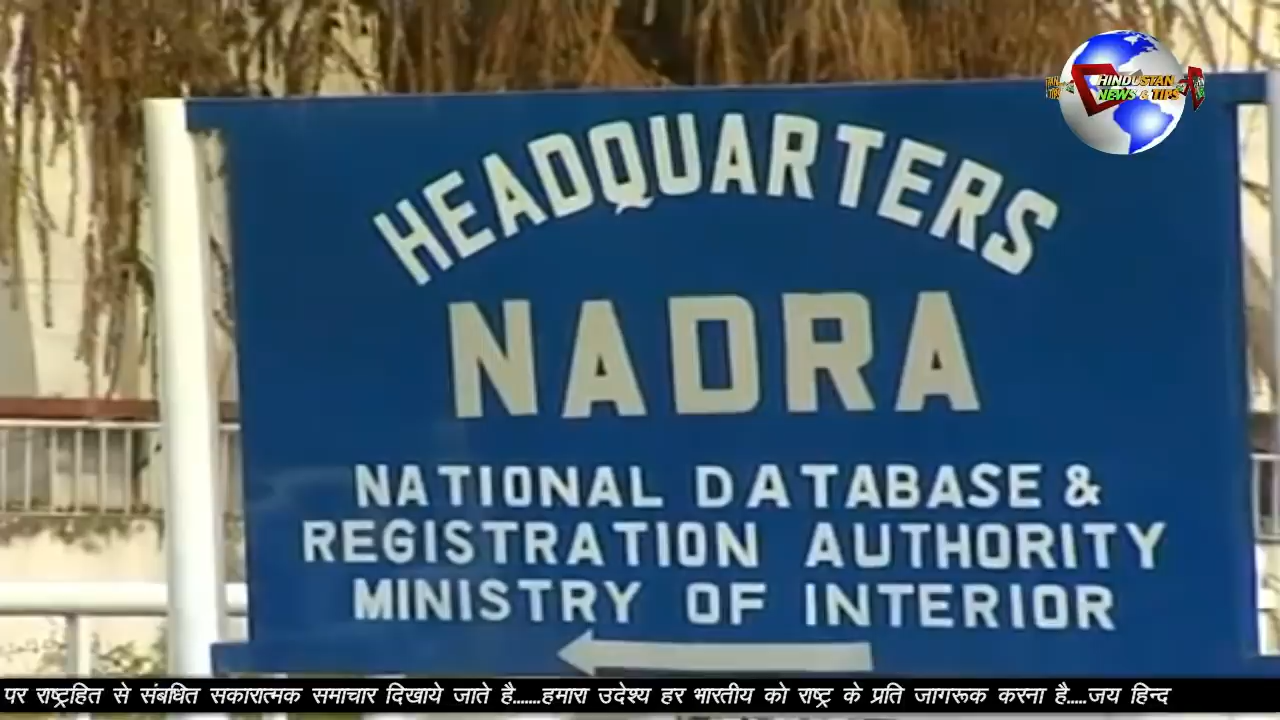 HINDUSTAN
NEWS & TIPS
HEADQUARTERS
NADRA
NATIONAL DATABASE &
REGISTRATION AUTHORITY
MINISTRY OF INTERIOR
पर राष्ट्रहित से संबधित सकारात्मक समाचार दिखाये जाते है......हमारा उदेश्य हर भारतीय को राष्ट्र के प्रति जागरूक करना है.....जय हिन्द